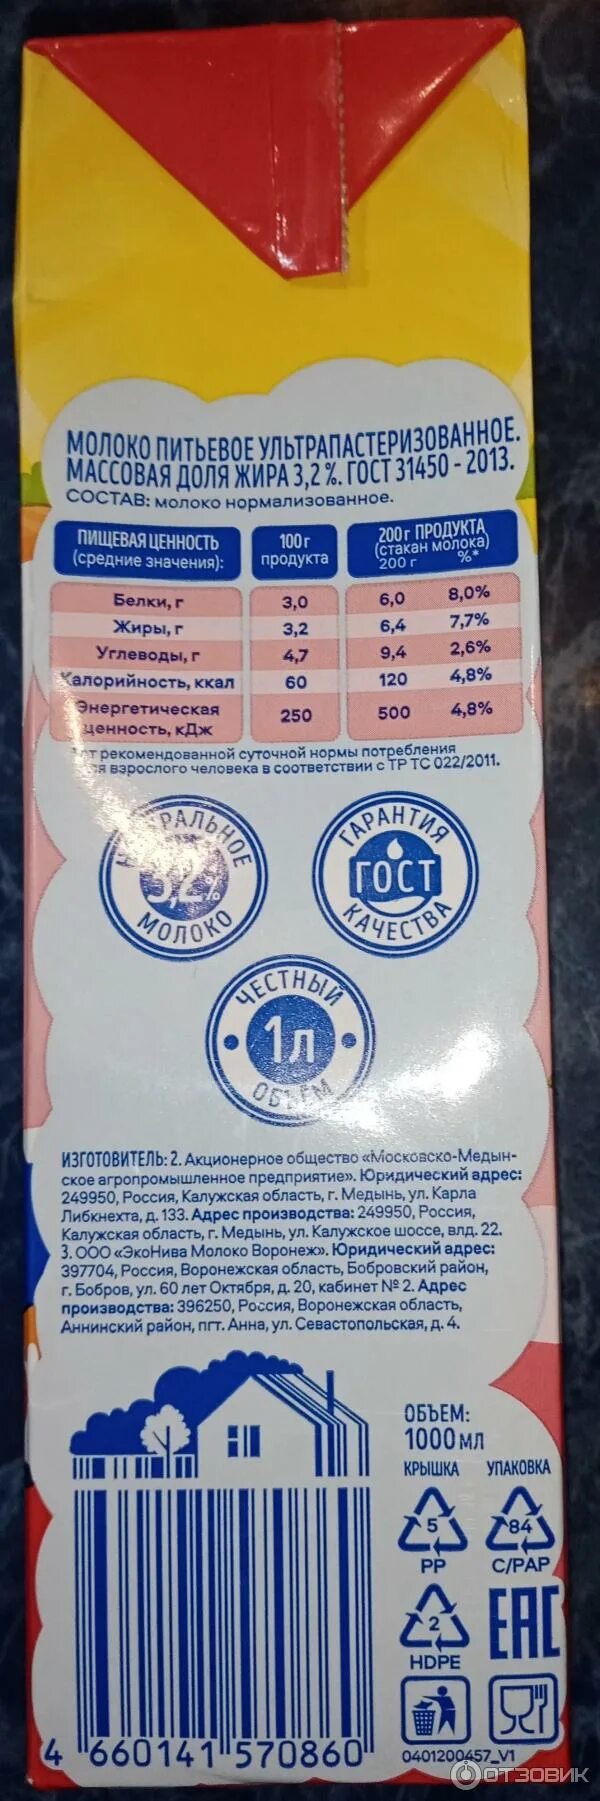 МОЛОКО ПИТЬЕВОЕ УЛЬТРАПАСТЕРИЗОВАННОЕ.
МАССОВАЯ ДОЛЯ ЖИРА 3,2 %. ГОСТ 31450 - 2013.
СОСТАВ: молоко нормализованное.
ПИЩЕВАЯ ЦЕННОСТЬ 100 г 200 г ПРОДУКТА
(средние значения): продукта (стакан молока)
200 г %*
Белки, г 3,0 6,0 8,0%
Жиры, г 3,2 6,4 7,7%
Углеводы, г 4,7 9,4 2,6%
Калорийность, ккал 60 120 4,8%
Энергетическая
ценность, кДж 250 500 4,8%
*от рекомендованной суточной нормы потребления
для взрослого человека в соответствии с ТР ТС 022/2011.
НАТУРАЛЬНОЕ
3,2%
МОЛОКО
ГАРАНТИЯ
ГОСТ
КАЧЕСТВА
ЧЕСТНЫЙ
1л
ОБЪЕМ
ИЗГОТОВИТЕЛЬ: 2. Акционерное общество «Московско-Медын-
ское агропромышленное предприятие». Юридический адрес:
249950, Россия, Калужская область, г. Медынь, ул. Карла
Либкнехта, д. 133. Адрес производства: 249950, Россия,
Калужская область, г. Медынь, ул. Калужское шоссе, влд. 22.
3. ООО «ЭкоНива Молоко Воронеж». Юридический адрес:
397704, Россия, Воронежская область, Бобровский район,
г. Бобров, ул. 60 лет Октября, д. 20, кабинет № 2. Адрес
производства: 396250, Россия, Воронежская область,
Аннинский район, пгт. Анна, ул. Севастопольская, д. 4.
ОБЪЕМ:
1000 МЛ
КРЫШКА УПАКОВКА
5 84
PP C/PAP
2
HDPE
EAC
0401200457_V1
4 660141 570860
ОТЗОВИК